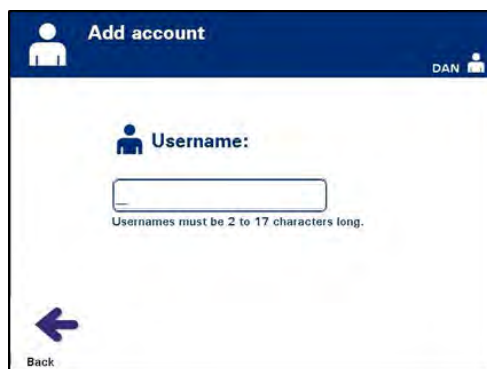 Add account
DAN
Username:
_
Usernames must be 2 to 17 characters long.
Back